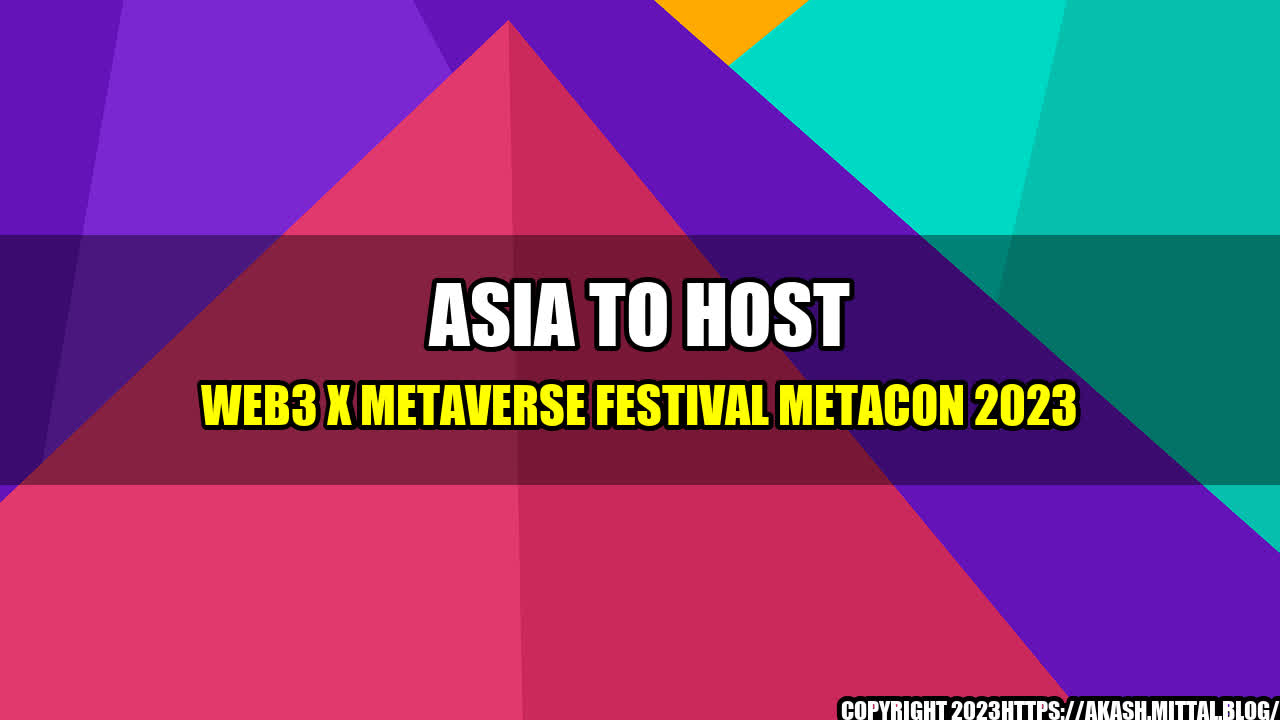 ASIA TO HOST
WEB3 X METAVERSE FESTIVAL METACON 2023
COPYRIGHT 2023HTTPS://AKASH.MITTAL.BLOG/